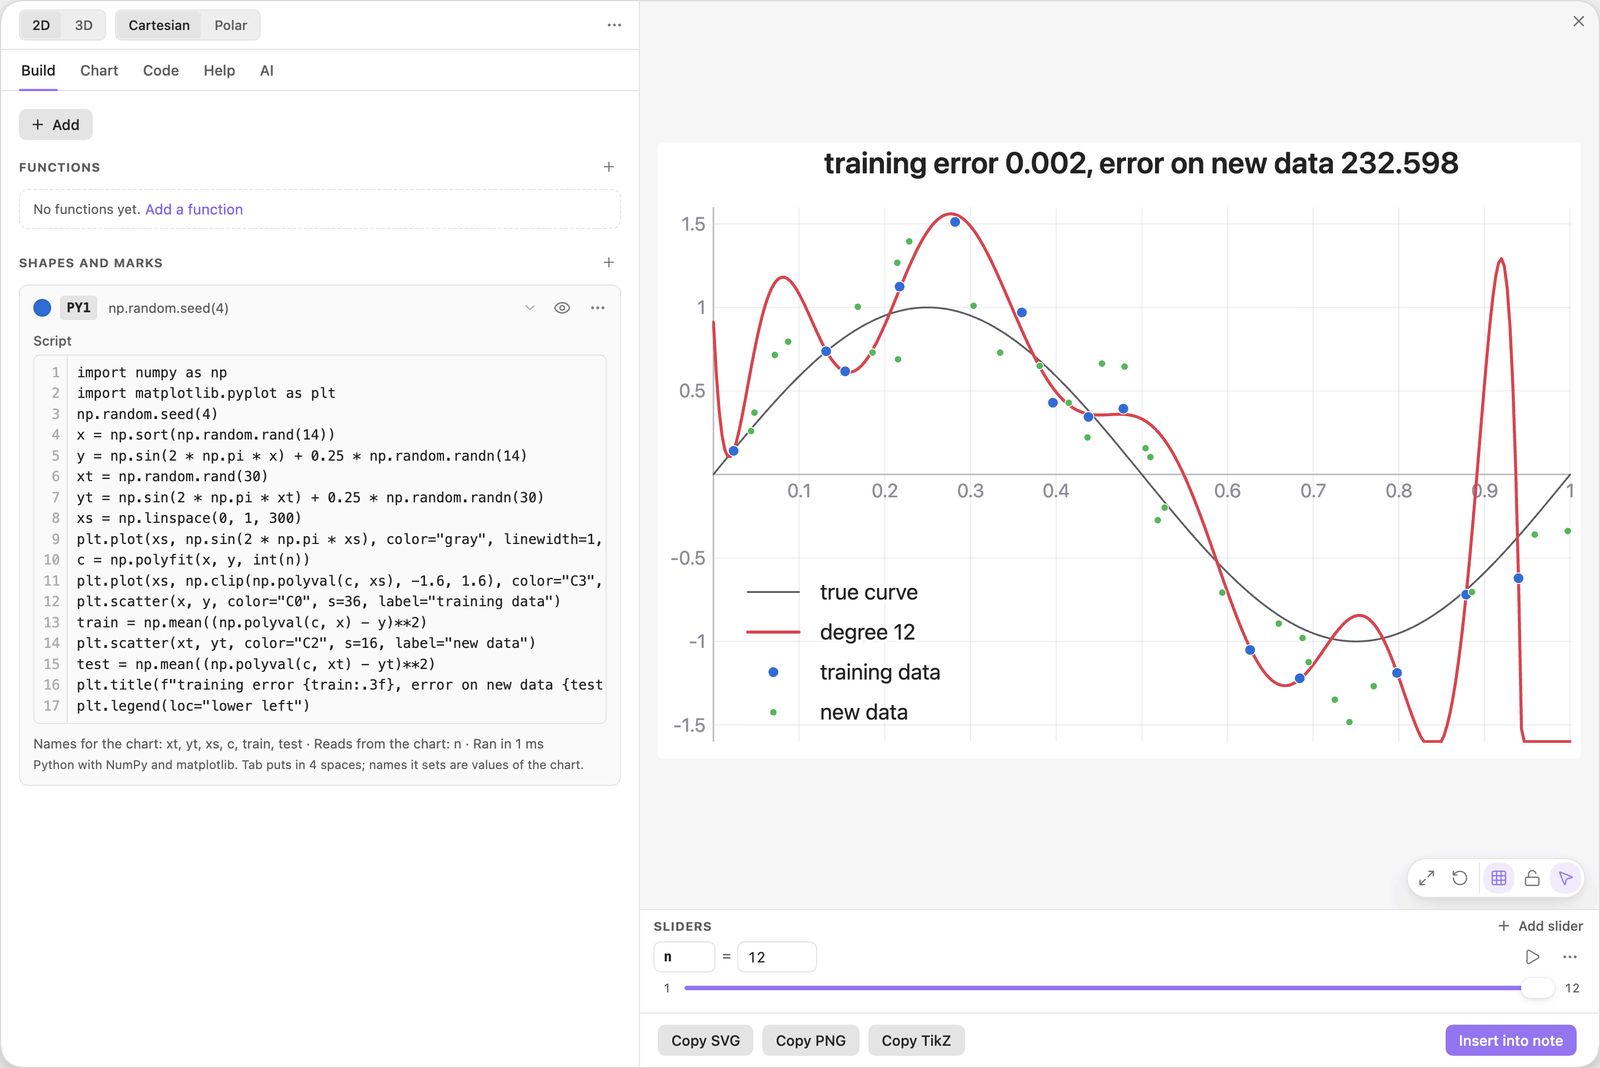 2D 3D Cartesian Polar
Build Chart Code Help AI
+ Add
FUNCTIONS
No functions yet. Add a function
SHAPES AND MARKS
PY1 np.random.seed(4)
Script
1 import numpy as np
2 import matplotlib.pyplot as plt
3 np.random.seed(4)
4 x = np.sort(np.random.rand(14))
5 y = np.sin(2 * np.pi * x) + 0.25 * np.random.randn(14)
6 xt = np.random.rand(30)
7 yt = np.sin(2 * np.pi * xt) + 0.25 * np.random.randn(30)
8 xs = np.linspace(0, 1, 300)
9 plt.plot(xs, np.sin(2 * np.pi * xs), color="gray", linewidth=1,
10 c = np.polyfit(x, y, int(n))
11 plt.plot(xs, np.clip(np.polyval(c, xs), -1.6, 1.6), color="C3",
12 plt.scatter(x, y, color="C0", s=36, label="training data")
13 train = np.mean((np.polyval(c, x) - y)**2)
14 plt.scatter(xt, yt, color="C2", s=16, label="new data")
15 test = np.mean((np.polyval(c, xt) - yt)**2)
16 plt.title(f"training error {train:.3f}, error on new data {test
17 plt.legend(loc="lower left")
Names for the chart: xt, yt, xs, c, train, test · Reads from the chart: n · Ran in 1 ms
Python with NumPy and matplotlib. Tab puts in 4 spaces; names it sets are values of the chart.
training error 0.002, error on new data 232.598
1.5
1
0.5
0.1 0.2 0.3 0.4 0.6 0.7 0.8 0.9 1
-0.5
-1
-1.5
true curve
degree 12
training data
new data
SLIDERS
+ Add slider
n = 12
1 12
Copy SVG Copy PNG Copy TikZ
Insert into note